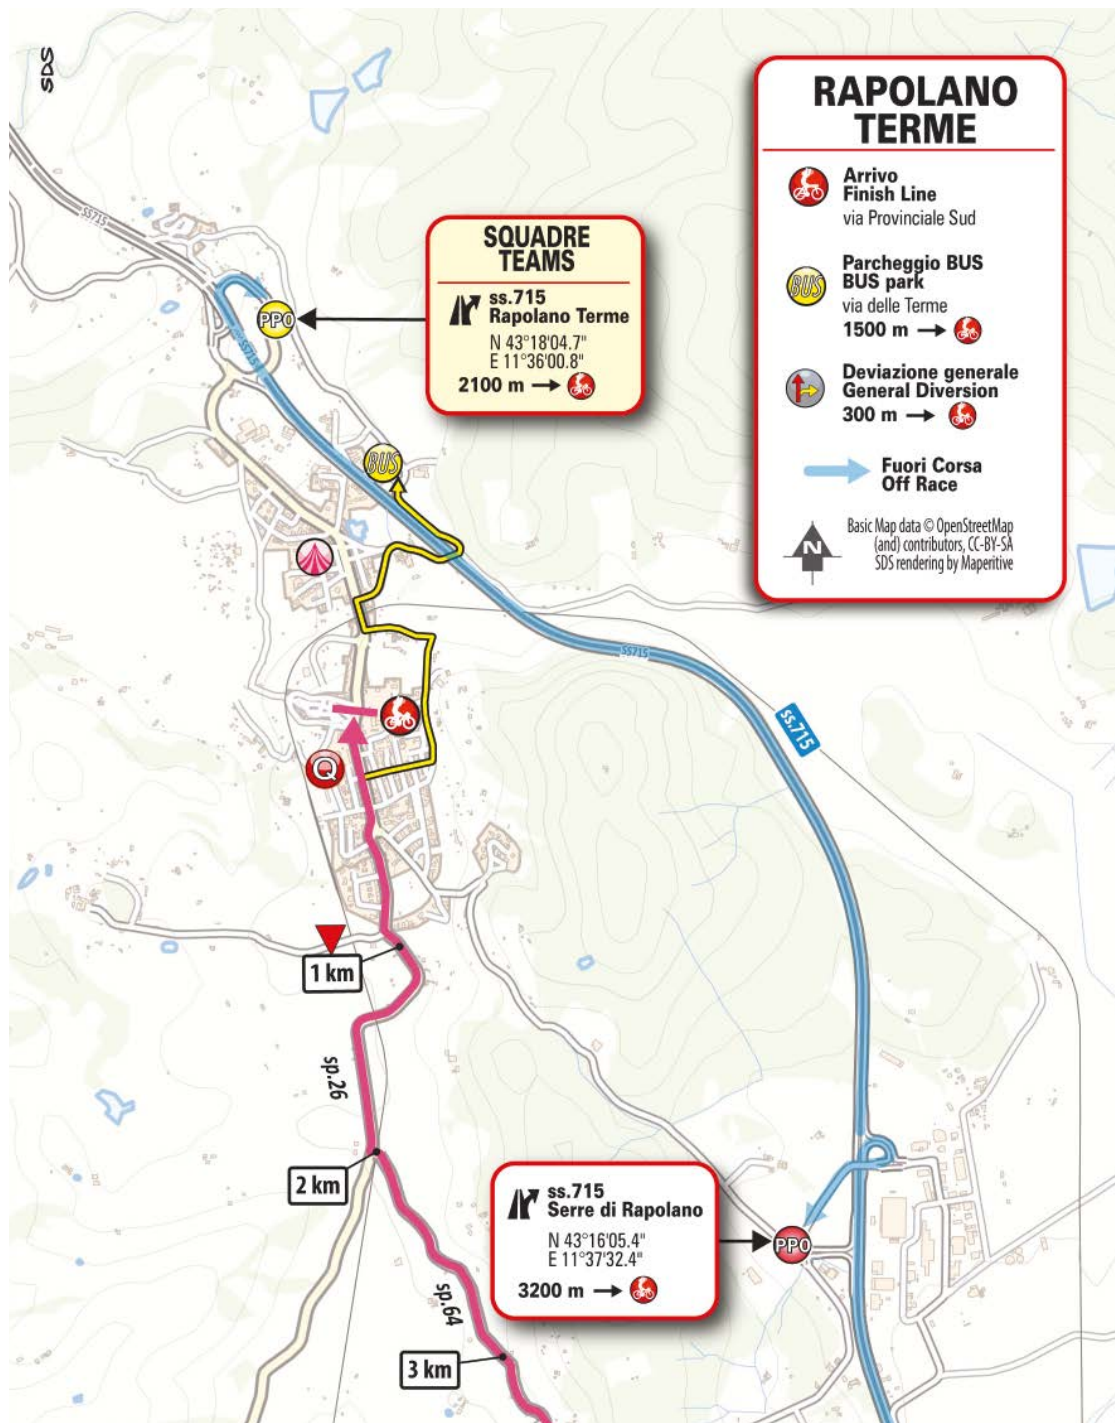 SDS
RAPOLANO
TERME
Arrivo
Finish Line
via Provinciale Sud
BUS
Parcheggio BUS
BUS park
via delle Terme
1500 m
Deviazione generale
General Diversion
300 m
Fuori Corsa
Off Race
N
Basic Map data © OpenStreetMap
(and) contributors, CC-BY-SA
SDS rendering by Maperitive
SS715
SQUADRE
TEAMS
ss.715
Rapolano Terme
N 43°18'04.7"
E 11°36'00.8"
2100 m
PPO
SS715
BUS
SS715
ss.715
Q
1 km
sp.26
2 km
ss.715
Serre di Rapolano
N 43°16'05.4"
E 11°37'32.4"
3200 m
PPO
sp.64
3 km